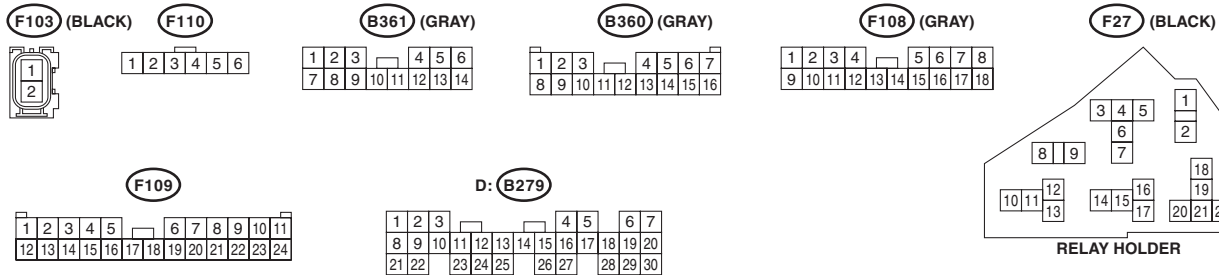 F103 (BLACK) F110 B361 (GRAY) B360 (GRAY) F108 (GRAY) F27 (BLACK)
1
2
1 2 3 4 5 6
1 2 3 4 5 6
7 8 9 10 11 12 13 14
1 2 3 4 5 6 7
8 9 10 11 12 13 14 15 16
1 2 3 4 5 6 7 8
9 10 11 12 13 14 15 16 17 18
3 4 5 1
6 2
8 9 7
18
12 16 19
10 11 14 15
13 17 20 21
RELAY HOLDER
F109
1 2 3 4 5 6 7 8 9 10 11
12 13 14 15 16 17 18 19 20 21 22 23 24
D: B279
1 2 3 4 5 6 7
8 9 10 11 12 13 14 15 16 17 18 19 20
21 22 23 24 25 26 27 28 29 30